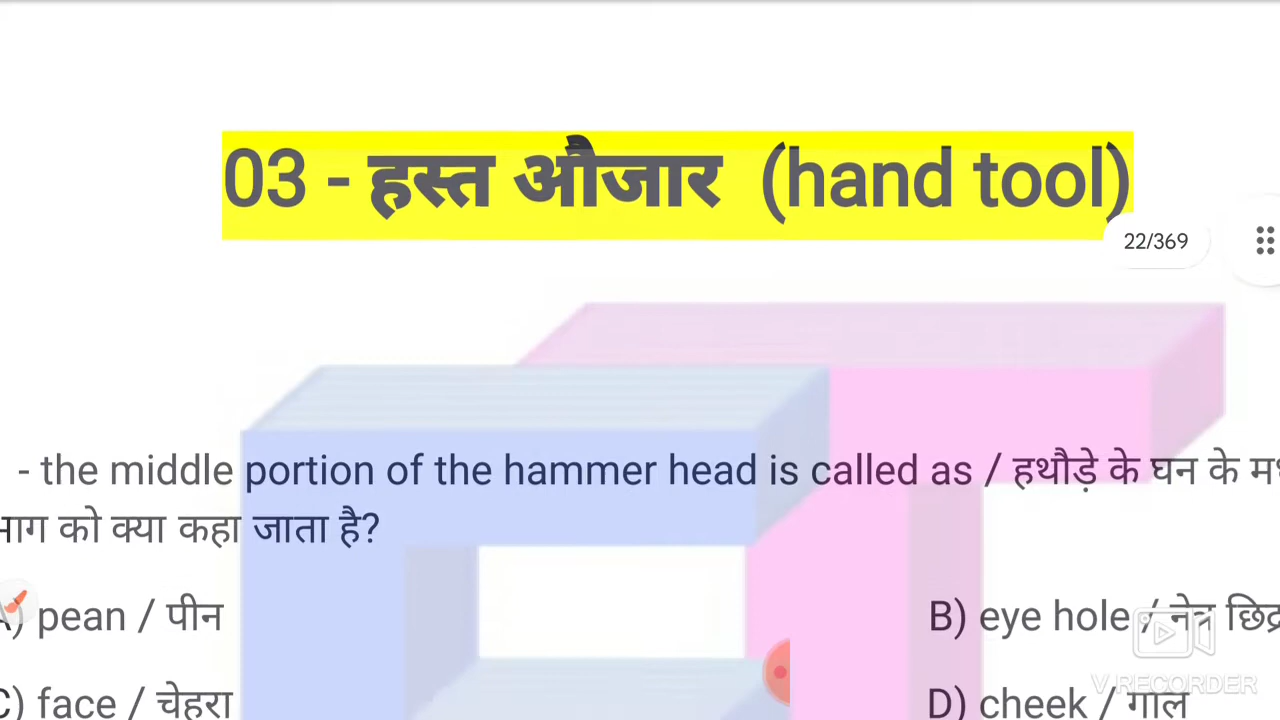 03 - हस्त औजार (hand tool)
22/369
- the middle portion of the hammer head is called as / हथौड़े के घन के
को क्या कहा जाता है?
pean / पीन
B) eye hole / नेत्र छिद्र
face / चेहरा
D) cheek / गाल
V RECORDER